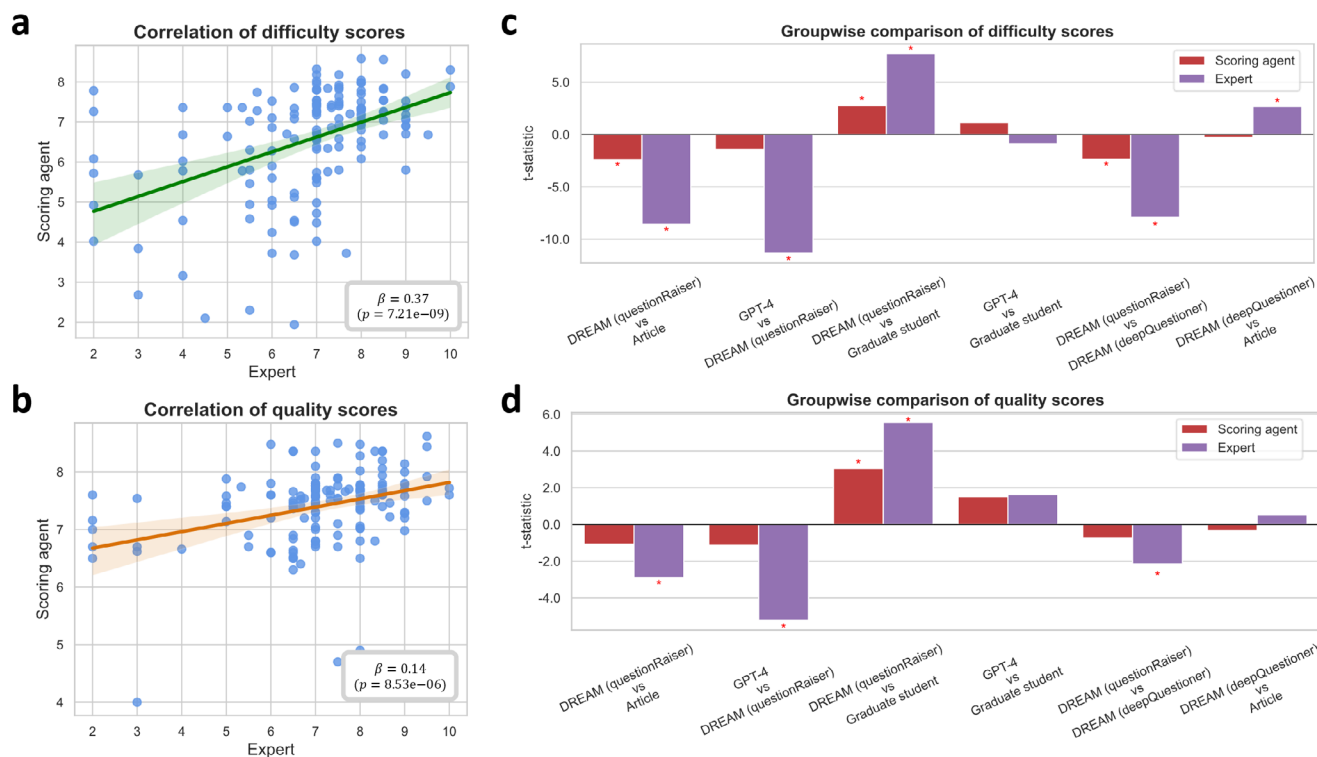 a
Correlation of difficulty scores
Scoring agent
8
7
6
5
4
3
2
2 3 4 5 6 7 8 9 10
Expert
β = 0.37
(p = 7.21e−09)
b
Correlation of quality scores
Scoring agent
8
7
6
5
4
2 3 4 5 6 7 8 9 10
Expert
β = 0.14
(p = 8.53e−06)
c
Groupwise comparison of difficulty scores
t-statistic
5.0
0.0
-5.0
-10.0
Scoring agent
Expert
* * * * * * * * *
DREAM (questionRaiser)
vs
Article
GPT-4
vs
DREAM (questionRaiser)
DREAM (questionRaiser)
vs
Graduate student
GPT-4
vs
Graduate student
DREAM (questionRaiser)
vs
DREAM (deepQuestioner)
DREAM (deepQuestioner)
vs
Article
d
Groupwise comparison of quality scores
t-statistic
6.0
4.0
2.0
0.0
-2.0
-4.0
Scoring agent
Expert
* * * * *
DREAM (questionRaiser)
vs
Article
GPT-4
vs
DREAM (questionRaiser)
DREAM (questionRaiser)
vs
Graduate student
GPT-4
vs
Graduate student
DREAM (questionRaiser)
vs
DREAM (deepQuestioner)
DREAM (deepQuestioner)
vs
Article